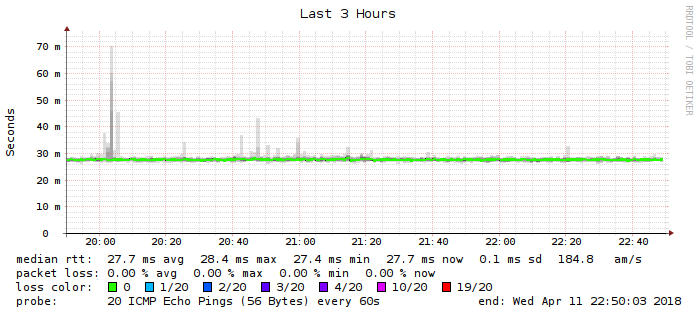 Last 3 Hours
RRDTOOL / TOBI OETIKER
Seconds
70 m
60 m
50 m
40 m
30 m
20 m
10 m
0
20:00 20:20 20:40 21:00 21:20 21:40 22:00 22:20 22:40
median rtt: 27.7 ms avg 28.4 ms max 27.4 ms min 27.7 ms now 0.1 ms sd 184.8 am/s
packet loss: 0.00 % avg 0.00 % max 0.00 % min 0.00 % now
loss color: 0 1/20 2/20 3/20 4/20 10/20 19/20
probe: 20 ICMP Echo Pings (56 Bytes) every 60s end: Wed Apr 11 22:50:03 2018